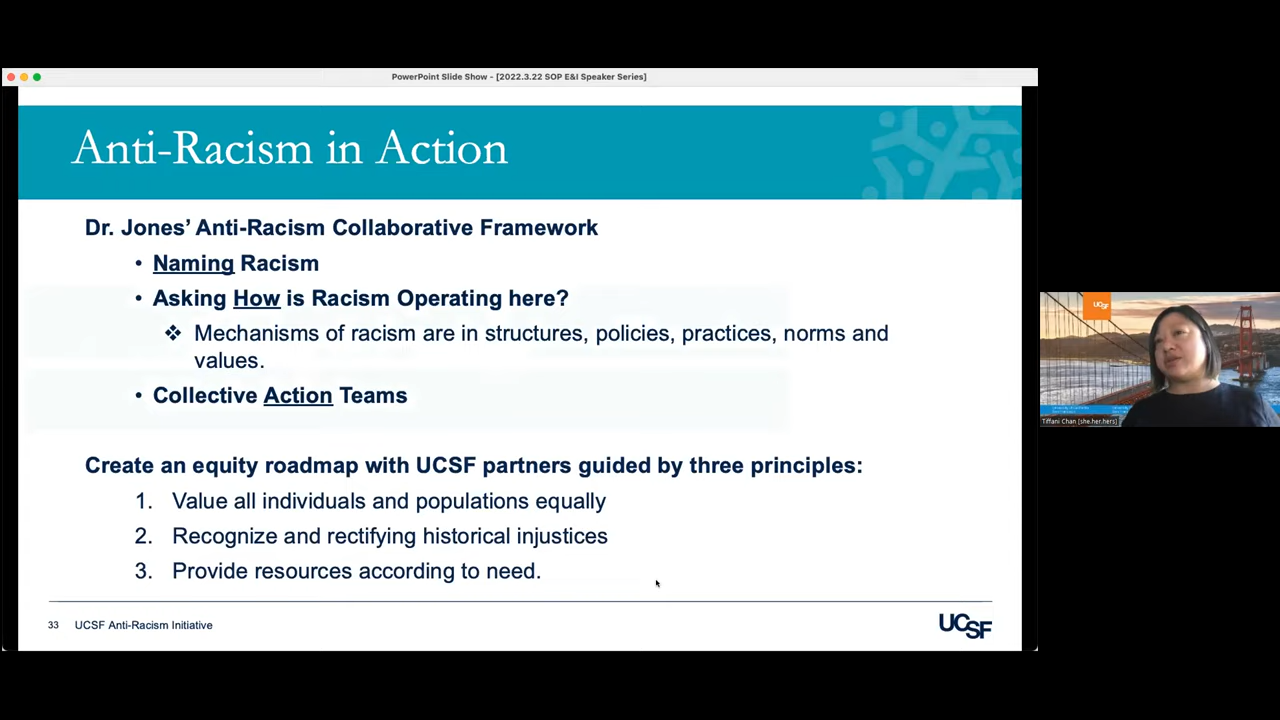 PowerPoint Slide Show - [2022.3.22 SOP E&I Speaker Series]
Anti-Racism in Action
Dr. Jones' Anti-Racism Collaborative Framework
• Naming Racism
• Asking How is Racism Operating here?
❖ Mechanisms of racism are in structures, policies, practices, norms and
values.
• Collective Action Teams
Create an equity roadmap with UCSF partners guided by three principles:
1. Value all individuals and populations equally
2. Recognize and rectifying historical injustices
3. Provide resources according to need.
33 UCSF Anti-Racism Initiative
UCSF
UCSF
Tiffani Chan [she.her.hers]